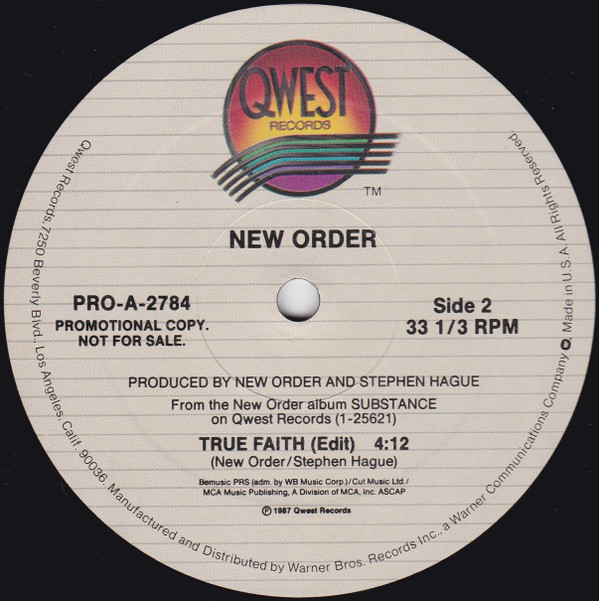 QWEST
RECORDS
TM
NEW ORDER
PRO-A-2784
PROMOTIONAL COPY.
NOT FOR SALE.
Side 2
33 1/3 RPM
PRODUCED BY NEW ORDER AND STEPHEN HAGUE
From the New Order album SUBSTANCE
on Qwest Records (1-25621)
TRUE FAITH (Edit) 4:12
(New Order/Stephen Hague)
Bemusic PRS (adm. by WB Music Corp.)/Cut Music Ltd./
MCA Music Publishing, A Division of MCA, Inc. ASCAP
℗ 1987 Qwest Records
Qwest Records, 7250 Beverly Blvd., Los Angeles, Calif. 90036. Manufactured and Distributed by Warner Bros. Records Inc., a Warner Communications Company. Made in U.S.A. All Rights Reserved.